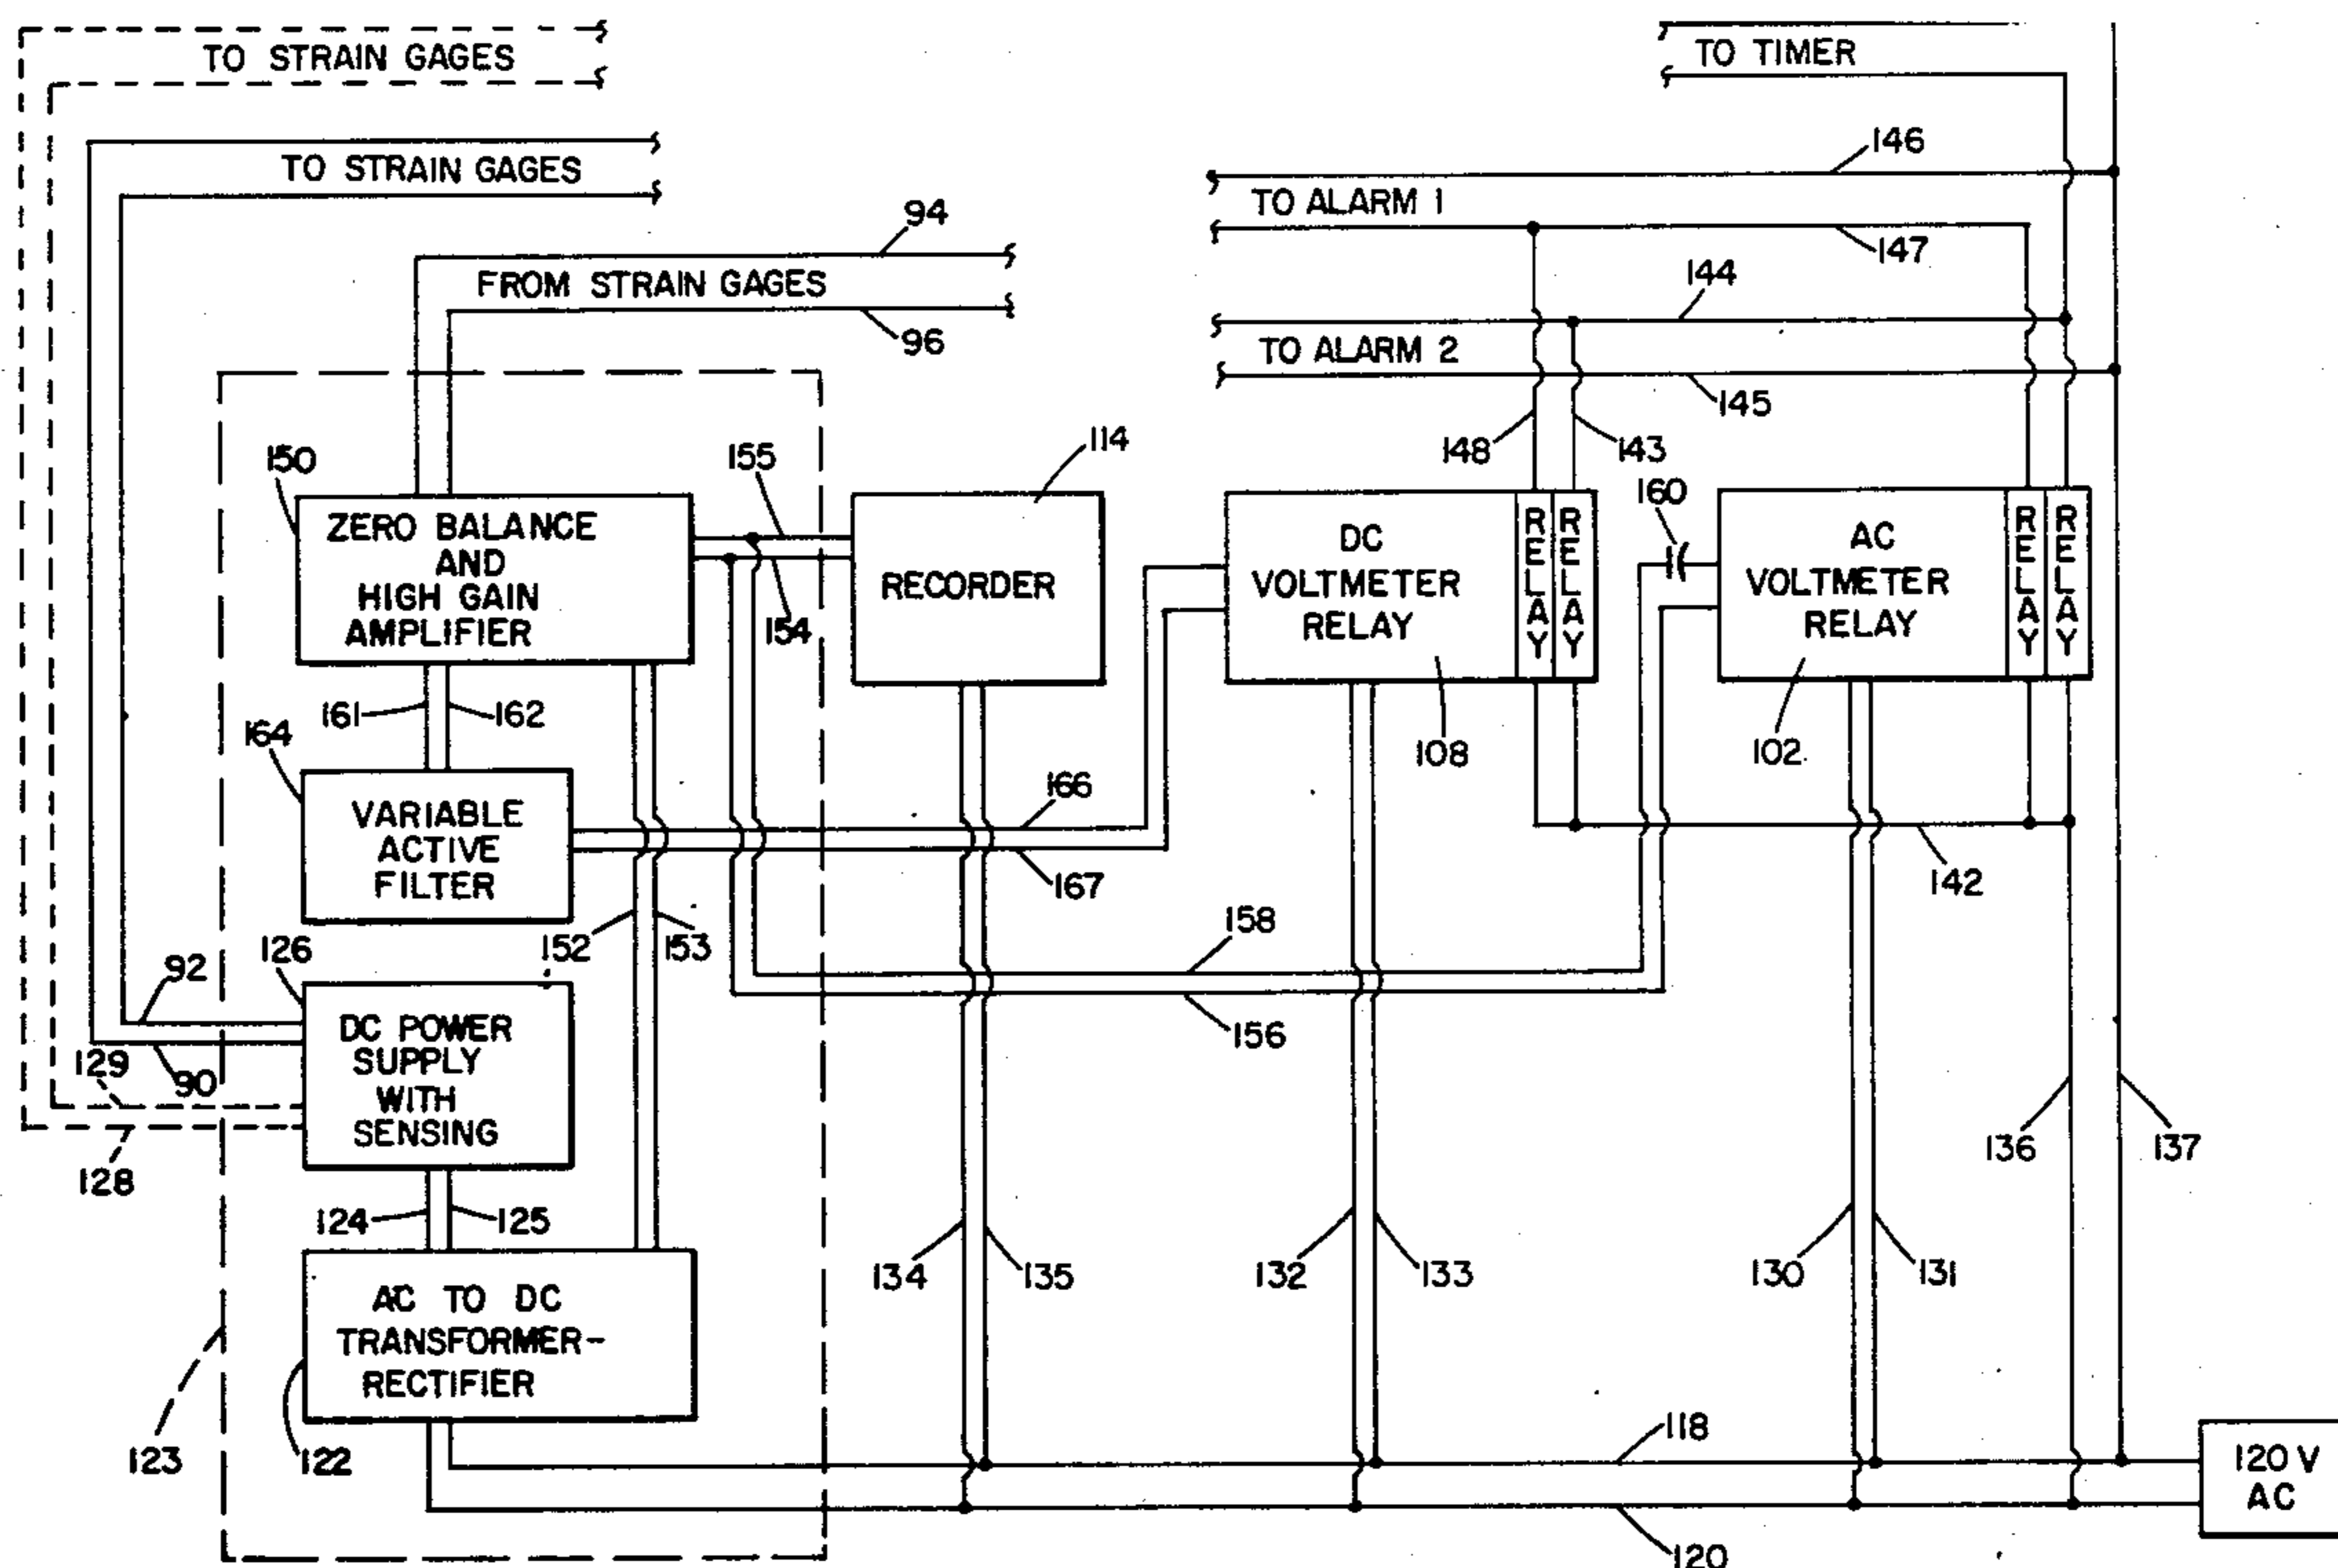 TO STRAIN GAGES
TO TIMER
TO STRAIN GAGES
146
TO ALARM 1
94
147
FROM STRAIN GAGES
144
96
TO ALARM 2
145
150
155
114
148
143
160
ZERO BALANCE
AND
HIGH GAIN
AMPLIFIER
154
RECORDER
DC
VOLTMETER
RELAY
RELAY
RELAY
AC
VOLTMETER
RELAY
RELAY
RELAY
161
162
164
108
102
VARIABLE
ACTIVE
FILTER
166
167
142
152
153
158
156
126
92
DC POWER
SUPPLY
WITH
SENSING
129
90
128
136
137
124
125
134
135
132
133
130
131
AC TO DC
TRANSFORMER-
RECTIFIER
123
122
118
120 V
AC
120